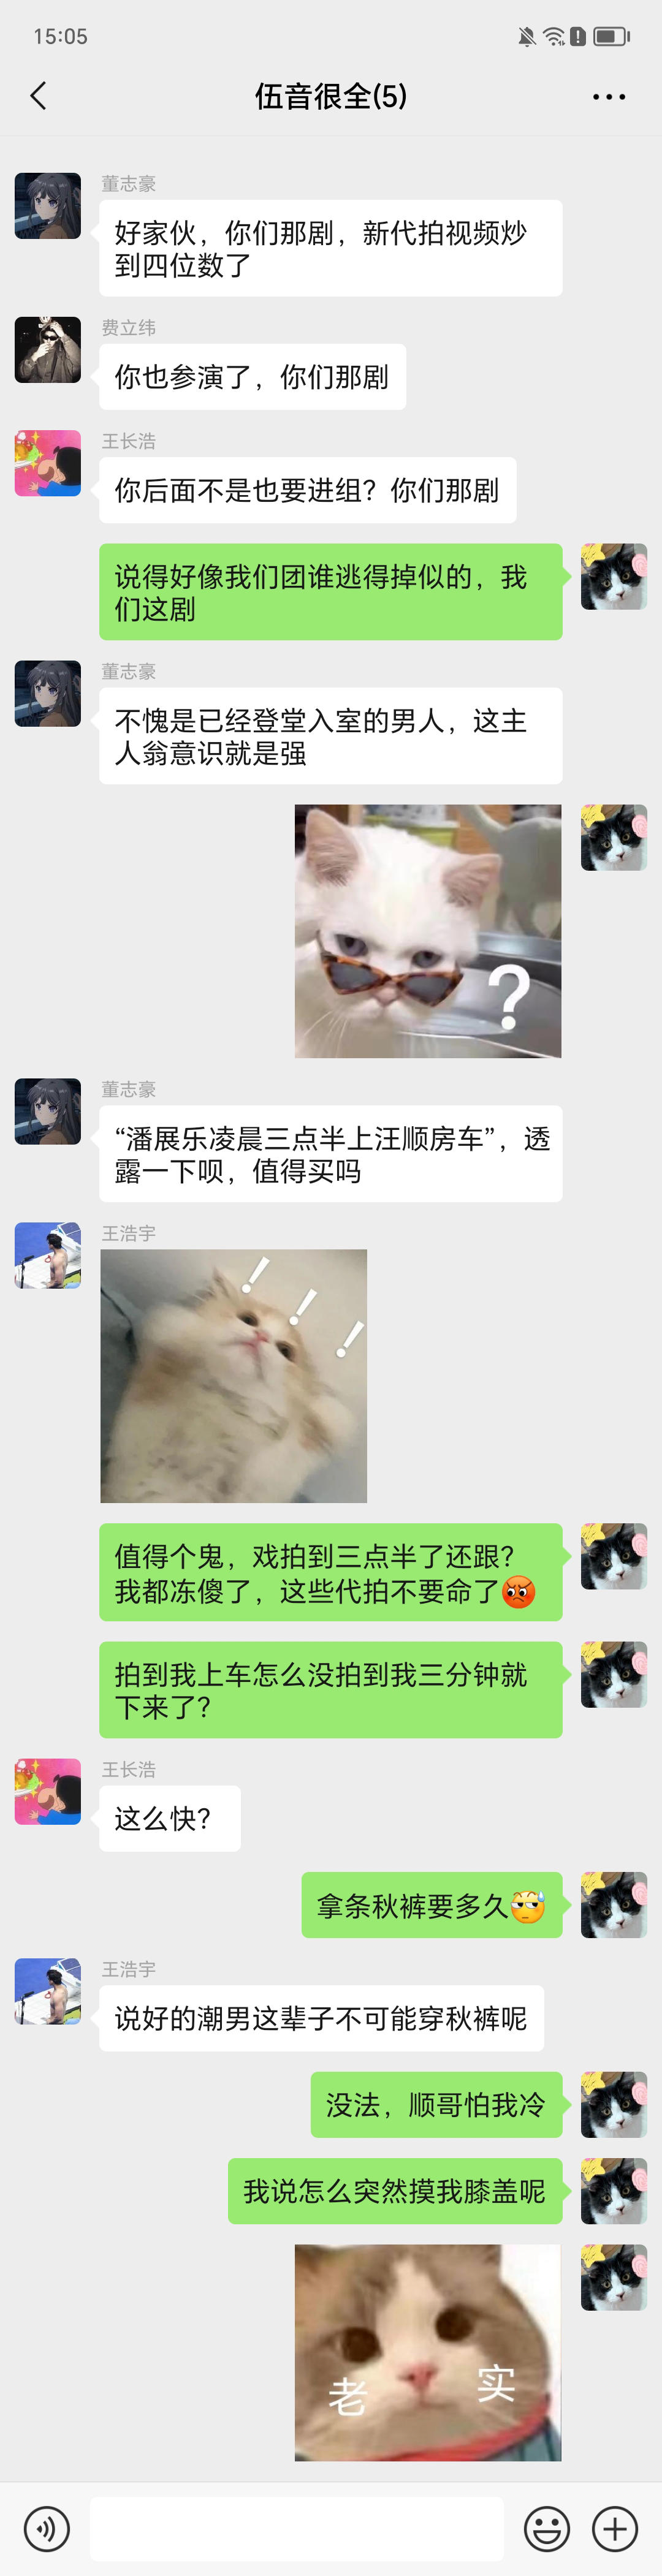 15:05
伍音很全(5)
董志豪
好家伙，你们那剧，新代拍视频炒
到四位数了
费立纬
你也参演了，你们那剧
王长浩
你后面不是也要进组？你们那剧
说得好像我们团谁逃得掉似的，我
们这剧
董志豪
不愧是已经登堂入室的男人，这主
人翁意识就是强
?
董志豪
“潘展乐凌晨三点半上汪顺房车”，透
露一下呗，值得买吗
王浩宇
! ! !
值得个鬼，戏拍到三点半了还跟？
我都冻傻了，这些代拍不要命了😡
拍到我上车怎么没拍到我三分钟就
下来了？
王长浩
这么快？
拿条秋裤要多久😅
王浩宇
说好的潮男这辈子不可能穿秋裤呢
没法，顺哥怕我冷
我说怎么突然摸我膝盖呢
老 实